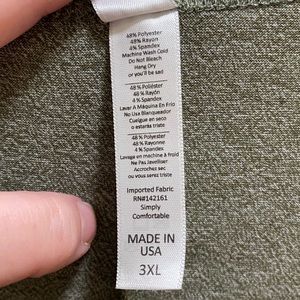 48% Polyester
48% Rayon
4% Spandex
Machine Wash Cold
Do Not Bleach
Hang Dry
or you'll be sad
48% Poliéster
48% Rayón
4% Spandex
Lavar A Máquina En Frío
No Usa Blanqueador
Cuelgue en seco
o estarás triste
48% Polyester
48% Rayonne
4% Spandex
Lavage en machine à froid
Ne Pas Javelliser
Accrochez sec
ou vous serez triste
Imported Fabric
RN#142161
Simply
Comfortable
MADE IN
USA
3XL